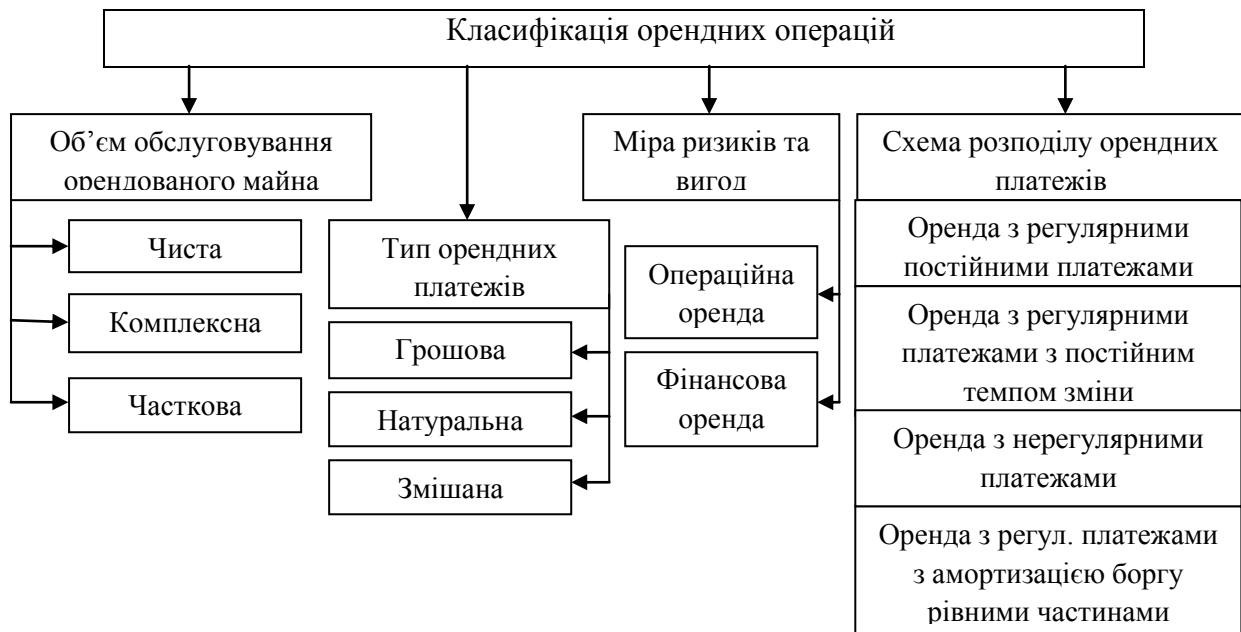 Класифікація орендних операцій
Об’єм обслуговування
орендованого майна
Чиста
Комплексна
Часткова
Тип орендних
платежів
Грошова
Натуральна
Змішана
Міра ризиків та
вигод
Операційна
оренда
Фінансова
оренда
Схема розподілу орендних
платежів
Оренда з регулярними
постійними платежами
Оренда з регулярними
платежами з постійним
темпом зміни
Оренда з нерегулярними
платежами
Оренда з регул. платежами
з амортизацією боргу
рівними частинами